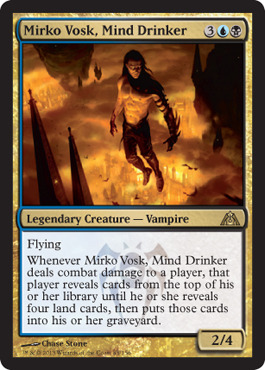 Mirko Vosk, Mind Drinker 3
Legendary Creature — Vampire
Flying
Whenever Mirko Vosk, Mind Drinker
deals combat damage to a player, that
player reveals cards from the top of
his or her library until he or she reveals
four land cards, then puts those cards
into his or her graveyard.
Chase Stone
2/4